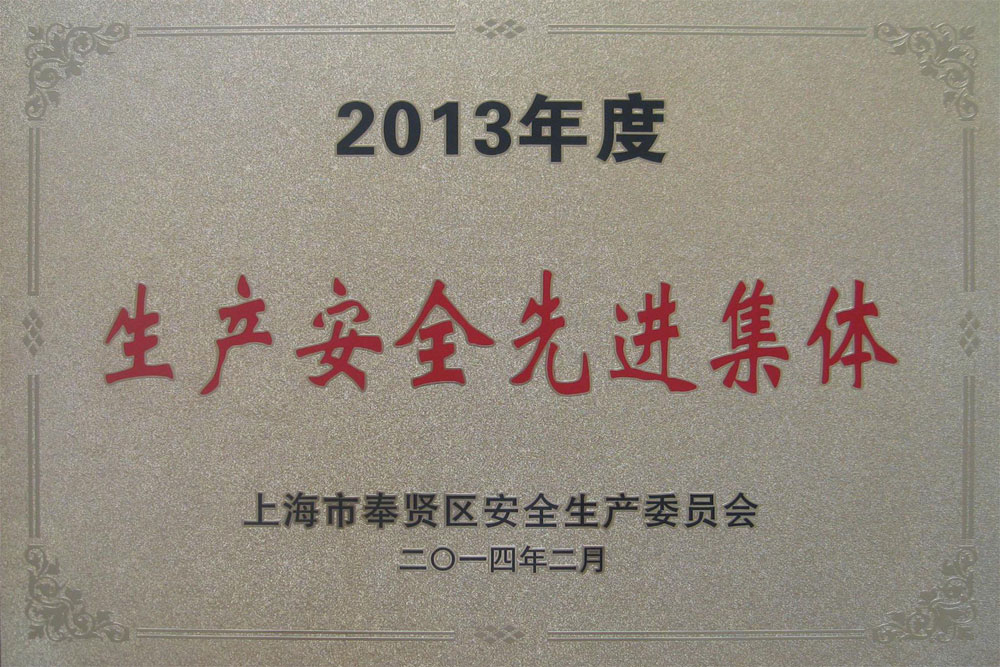 2013年度
生产安全先进集体
上海市奉贤区安全生产委员会
二〇一四年二月